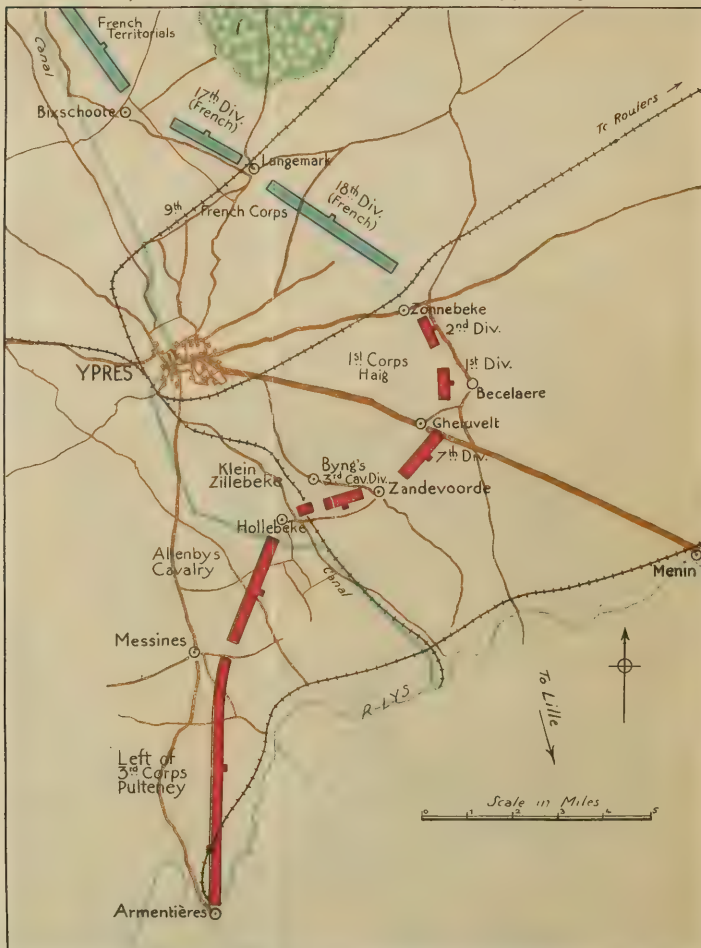 French
Territorials
Canal
Bixschoote
17th Div.
(French)
Langemark
To Roulers
18th Div.
(French)
9th French Corps
Zonnebeke
2nd Div.
YPRES
1st Corps
Haig
1st Div.
Becelaere
Gheluvelt
7th Div.
Klein
Zillebeke
Byng's
3rd Cav. Div.
Zandevoorde
Hollebeke
Allenbys
Cavalry
Canal
Menin
Messines
R-LYS
To Lille
Left of
3rd Corps
Pulteney
Scale in Miles
0 1 2 3 4 5
Armentières